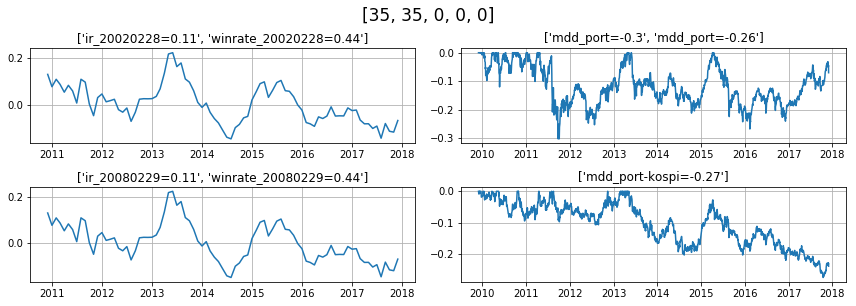 [35, 35, 0, 0, 0]
['ir_20020228=0.11', 'winrate_20020228=0.44']
0.2
0.0
2011 2012 2013 2014 2015 2016 2017 2018
['mdd_port=-0.3', 'mdd_port=-0.26']
0.0
−0.1
−0.2
−0.3
2010 2011 2012 2013 2014 2015 2016 2017 2018
['ir_20080229=0.11', 'winrate_20080229=0.44']
0.2
0.0
2011 2012 2013 2014 2015 2016 2017 2018
['mdd_port-kospi=-0.27']
0.0
−0.1
−0.2
2010 2011 2012 2013 2014 2015 2016 2017 2018